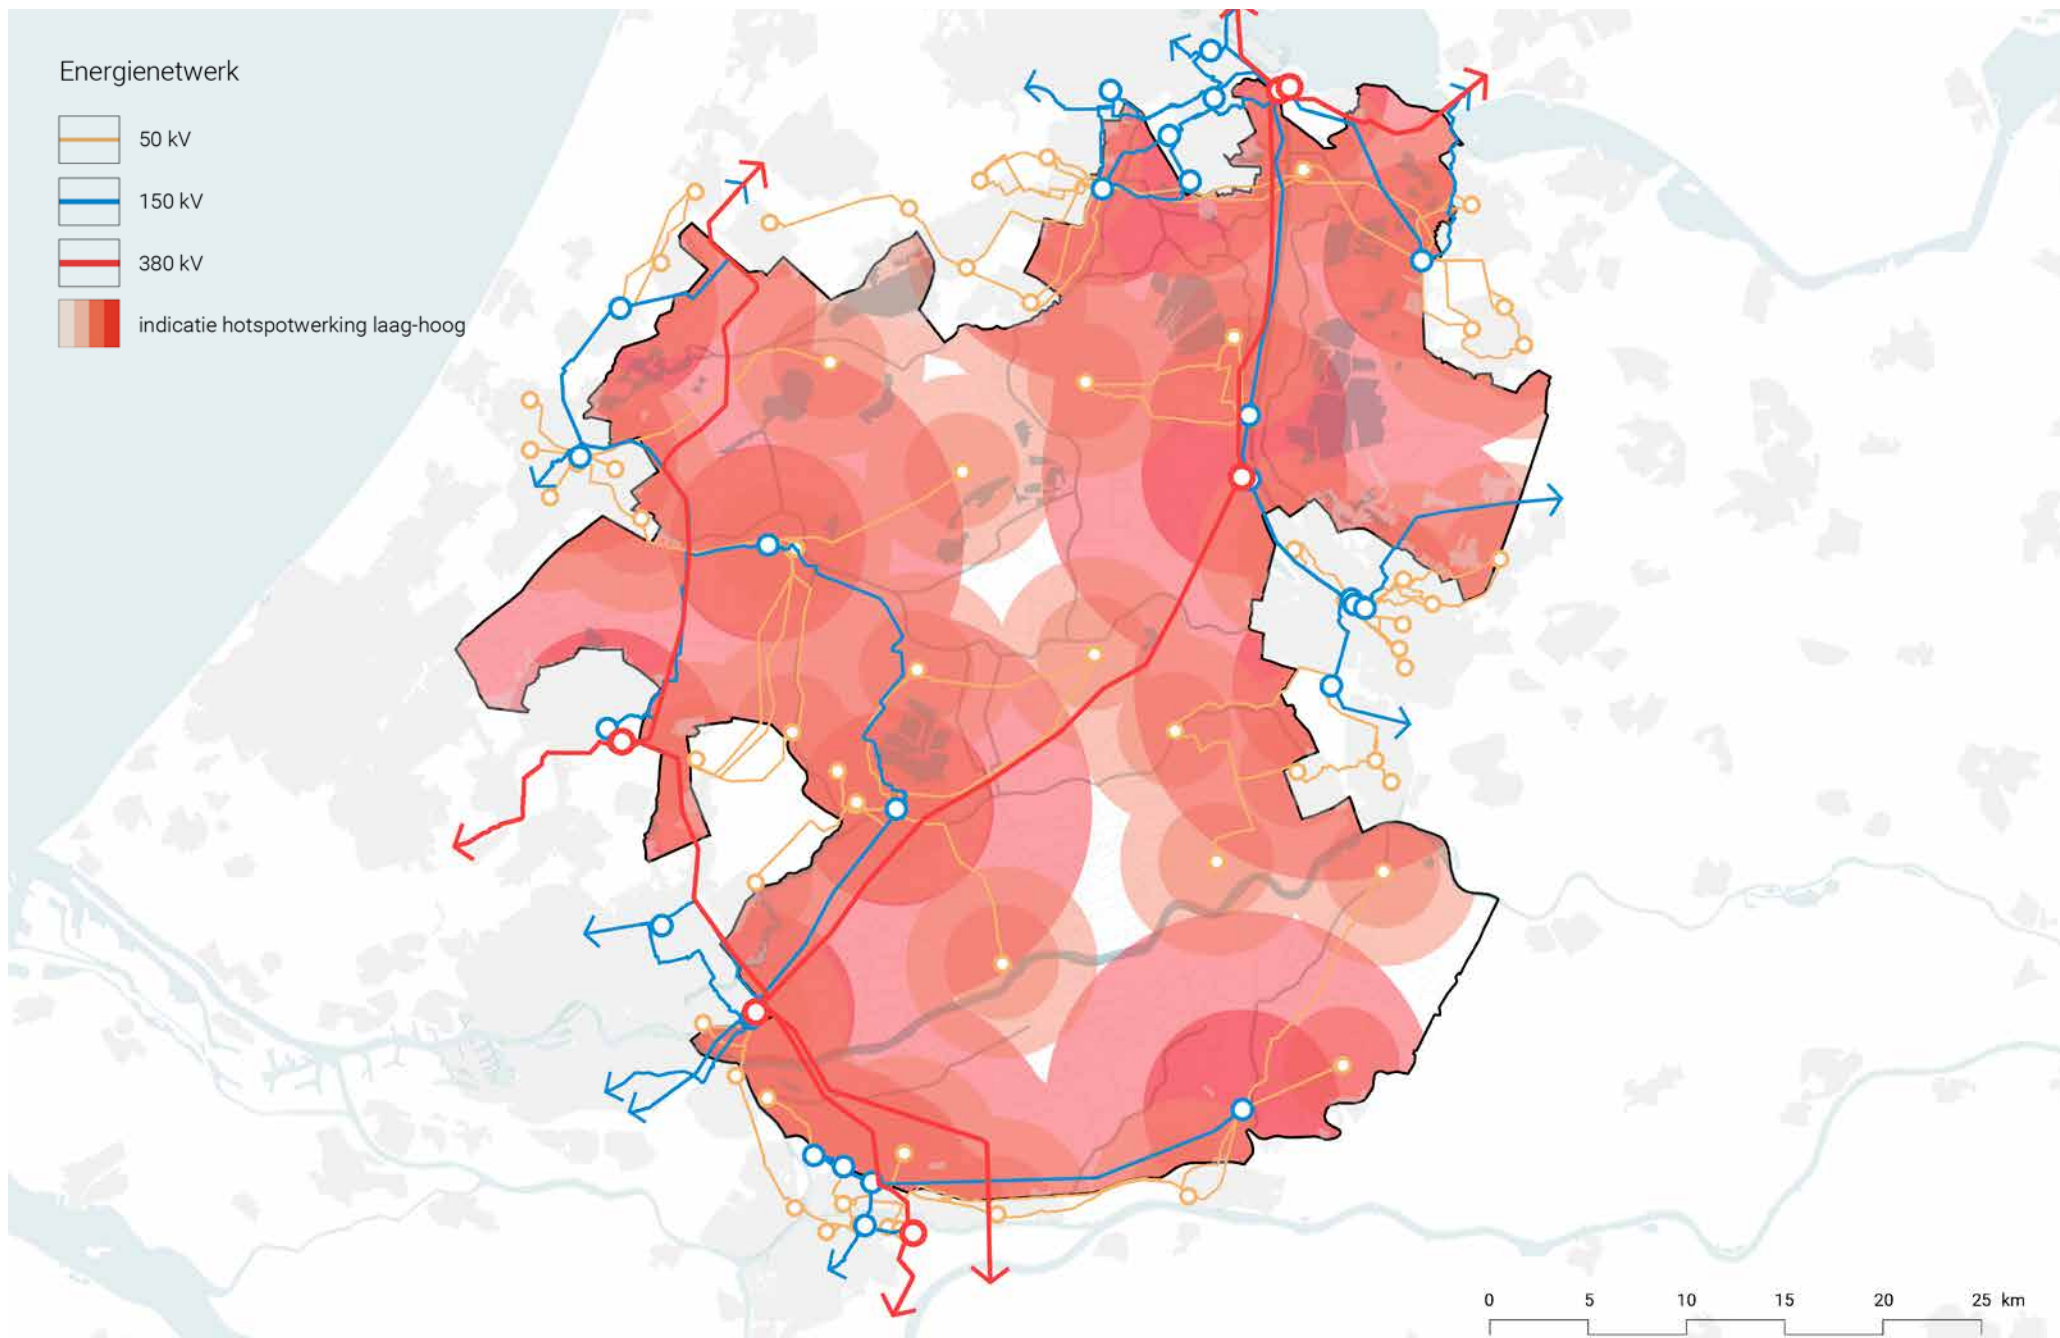 Energienetwerk
50 kV
150 kV
380 kV
indicatie hotspotwerking laag-hoog
0 5 10 15 20 25 km